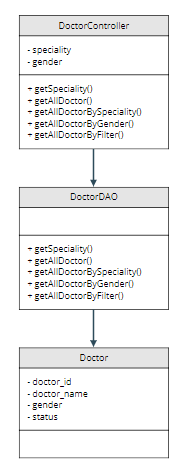 DoctorController
- speciality
- gender
+ getSpeciality()
+ getAllDoctor()
+ getAllDoctorBySpeciality()
+ getAllDoctorByGender()
+ getAllDoctorByFilter()
DoctorDAO
+ getSpeciality()
+ getAllDoctor()
+ getAllDoctorBySpeciality()
+ getAllDoctorByGender()
+ getAllDoctorByFilter()
Doctor
- doctor_id
- doctor_name
- gender
- status